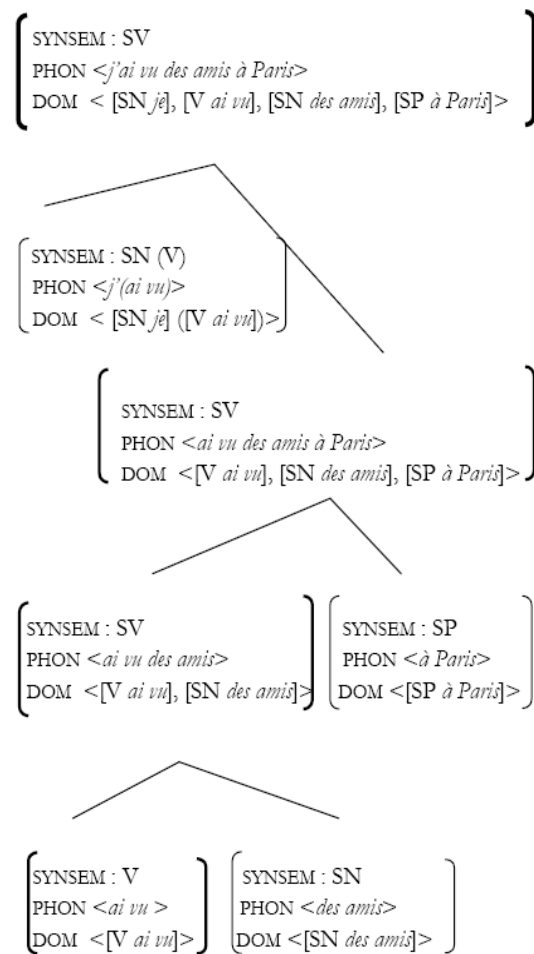 SYNSEM : SV
PHON <j'ai vu des amis à Paris>
DOM < [SN je], [V ai vu], [SN des amis], [SP à Paris]>
SYNSEM : SN (V)
PHON <j'(ai vu)>
DOM < [SN je] ([V ai vu])>
SYNSEM : SV
PHON <ai vu des amis à Paris>
DOM <[V ai vu], [SN des amis], [SP à Paris]>
SYNSEM : SV
PHON <ai vu des amis>
DOM <[V ai vu], [SN des amis]>
SYNSEM : SP
PHON <à Paris>
DOM <[SP à Paris]>
SYNSEM : V
PHON <ai vu >
DOM <[V ai vu]>
SYNSEM : SN
PHON <des amis>
DOM <[SN des amis]>